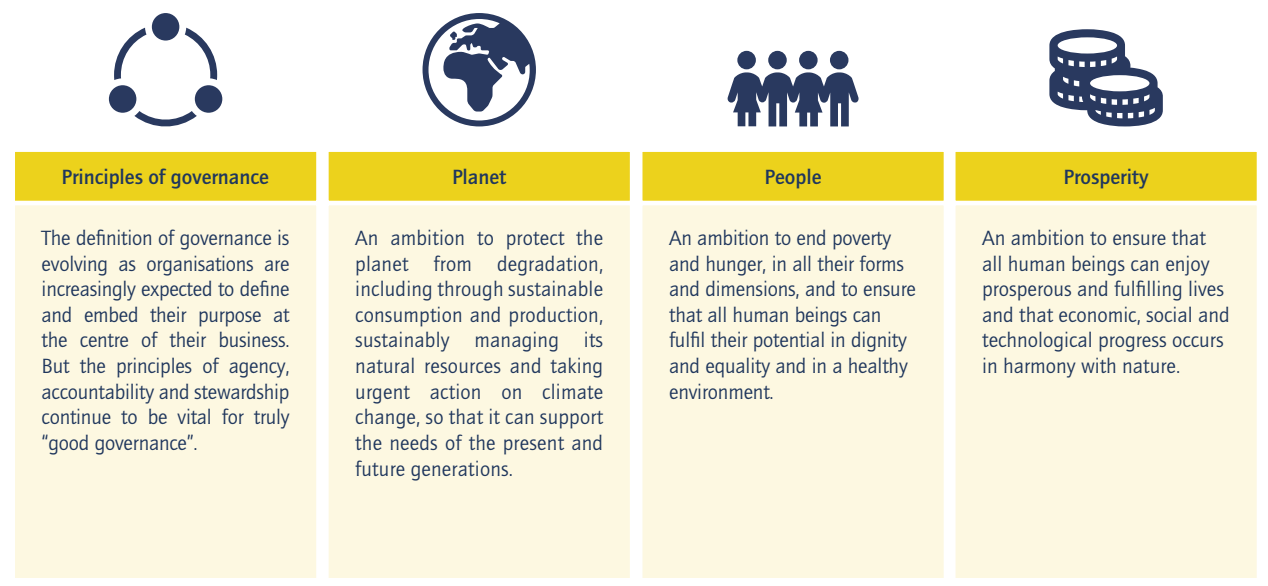 Principles of governance
The definition of governance is
evolving as organisations are
increasingly expected to define
and embed their purpose at
the centre of their business.
But the principles of agency,
accountability and stewardship
continue to be vital for truly
“good governance”.
Planet
An ambition to protect the
planet from degradation,
including through sustainable
consumption and production,
sustainably managing its
natural resources and taking
urgent action on climate
change, so that it can support
the needs of the present and
future generations.
People
An ambition to end poverty
and hunger, in all their forms
and dimensions, and to ensure
that all human beings can
fulfil their potential in dignity
and equality and in a healthy
environment.
Prosperity
An ambition to ensure that
all human beings can enjoy
prosperous and fulfilling lives
and that economic, social and
technological progress occurs
in harmony with nature.